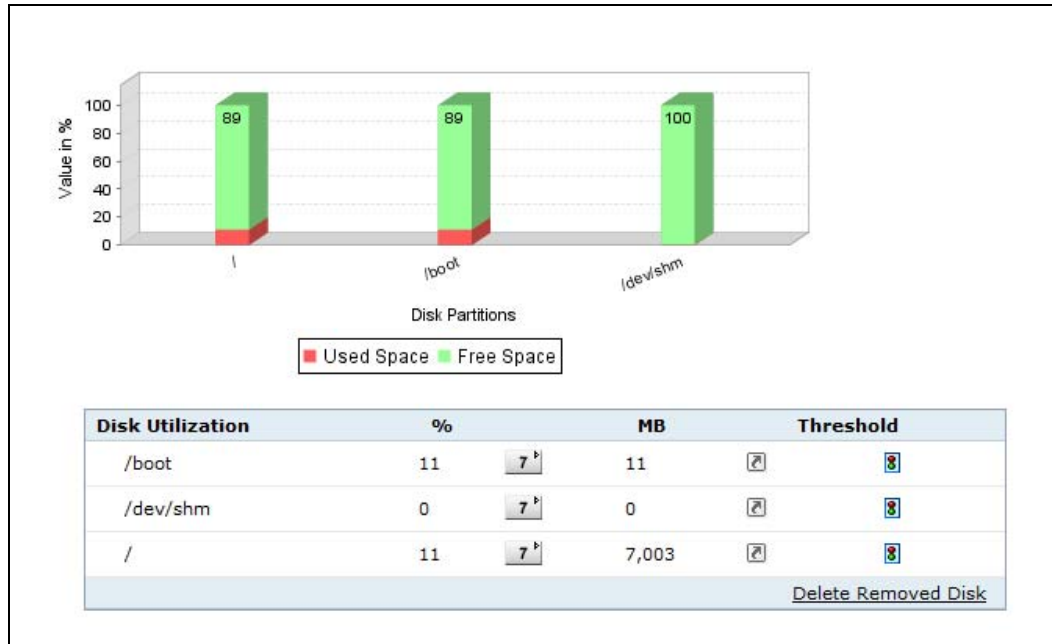 89 89 100
100
80
60
40
20
0
Value in %
/ /boot /dev/shm
Disk Partitions
Used Space Free Space
Disk Utilization % MB Threshold
/boot 11 7 11
/dev/shm 0 7 0
/ 11 7 7,003
Delete Removed Disk